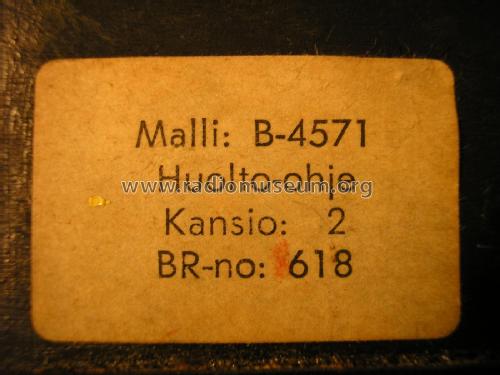 Malli: B-4571
Huolto-ohje
www.radiomuseum.org
Kansio: 2
BR-no: 618